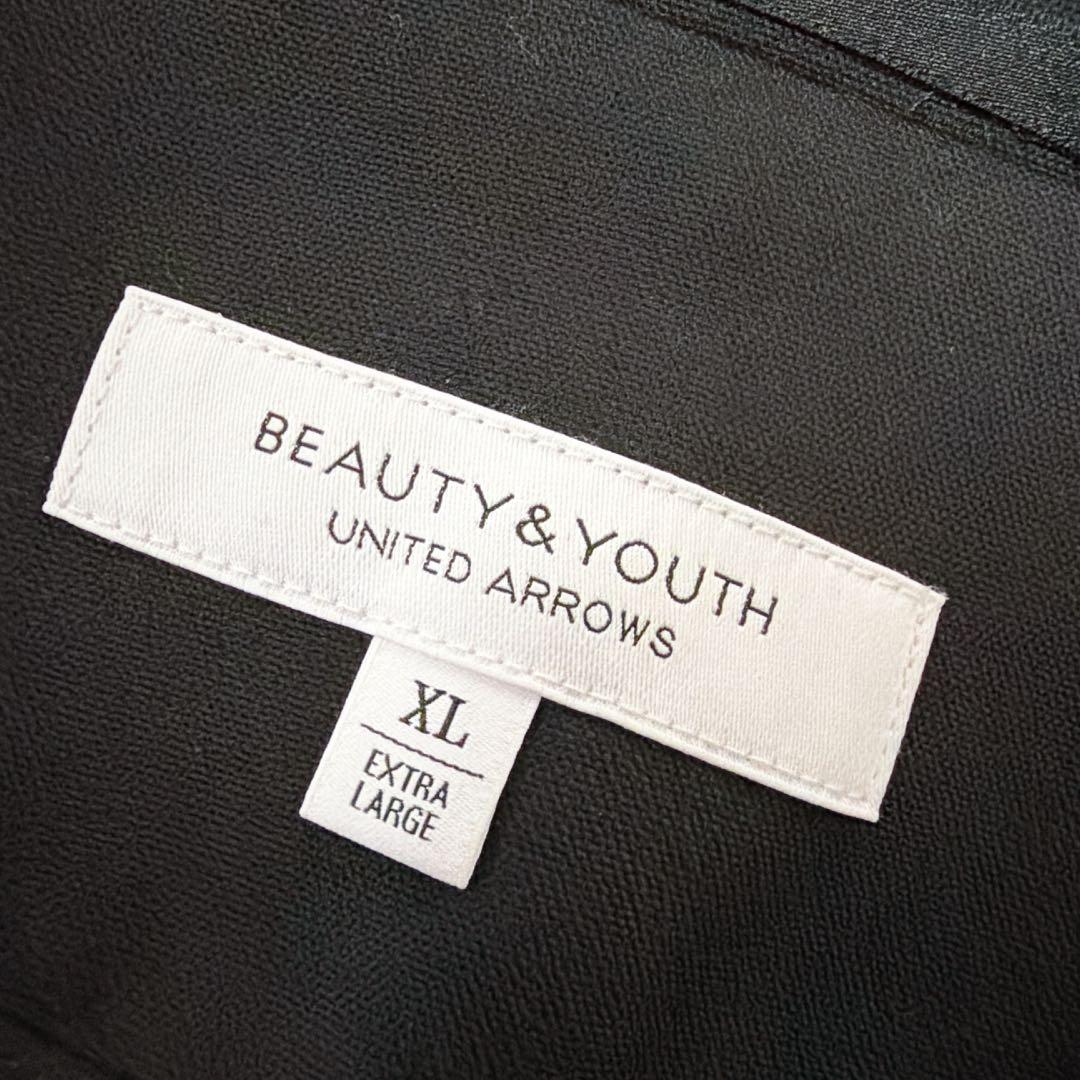 BEAUTY&YOUTH
UNITED ARROWS
XL
EXTRA
LARGE